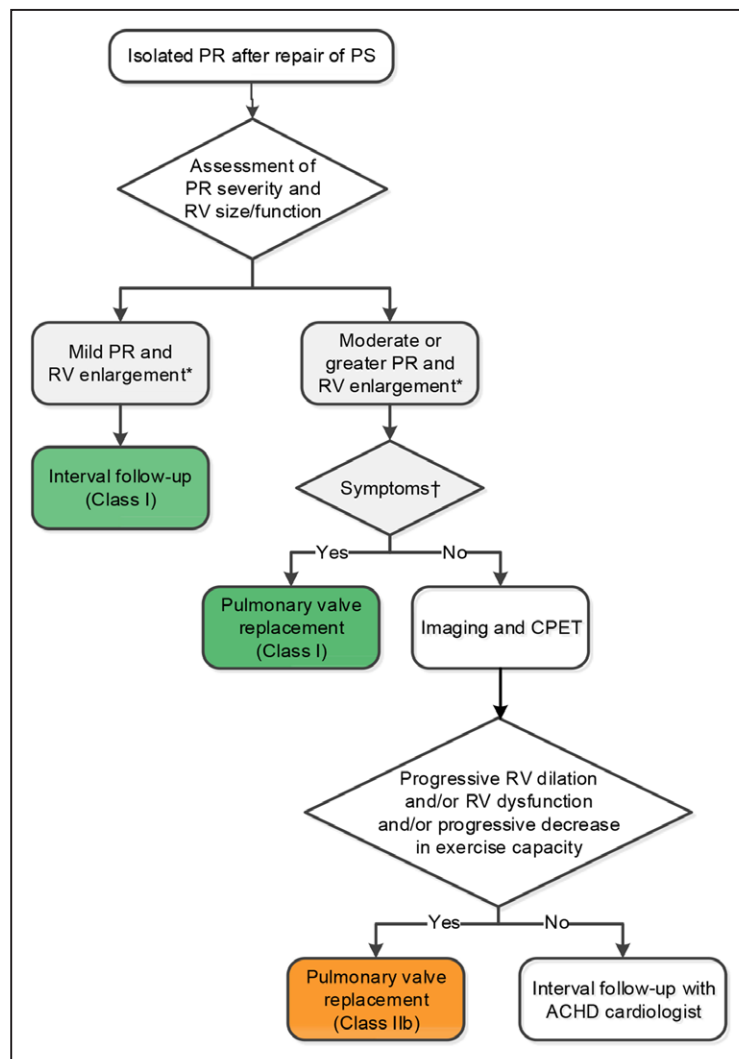 Isolated PR after repair of PS
Assessment of
PR severity and
RV size/function
Mild PR and
RV enlargement*
Moderate or
greater PR and
RV enlargement*
Interval follow-up
(Class I)
Symptoms†
Yes
No
Pulmonary valve
replacement
(Class I)
Imaging and CPET
Progressive RV dilation
and/or RV dysfunction
and/or progressive decrease
in exercise capacity
Yes
No
Pulmonary valve
replacement
(Class IIb)
Interval follow-up with
ACHD cardiologist